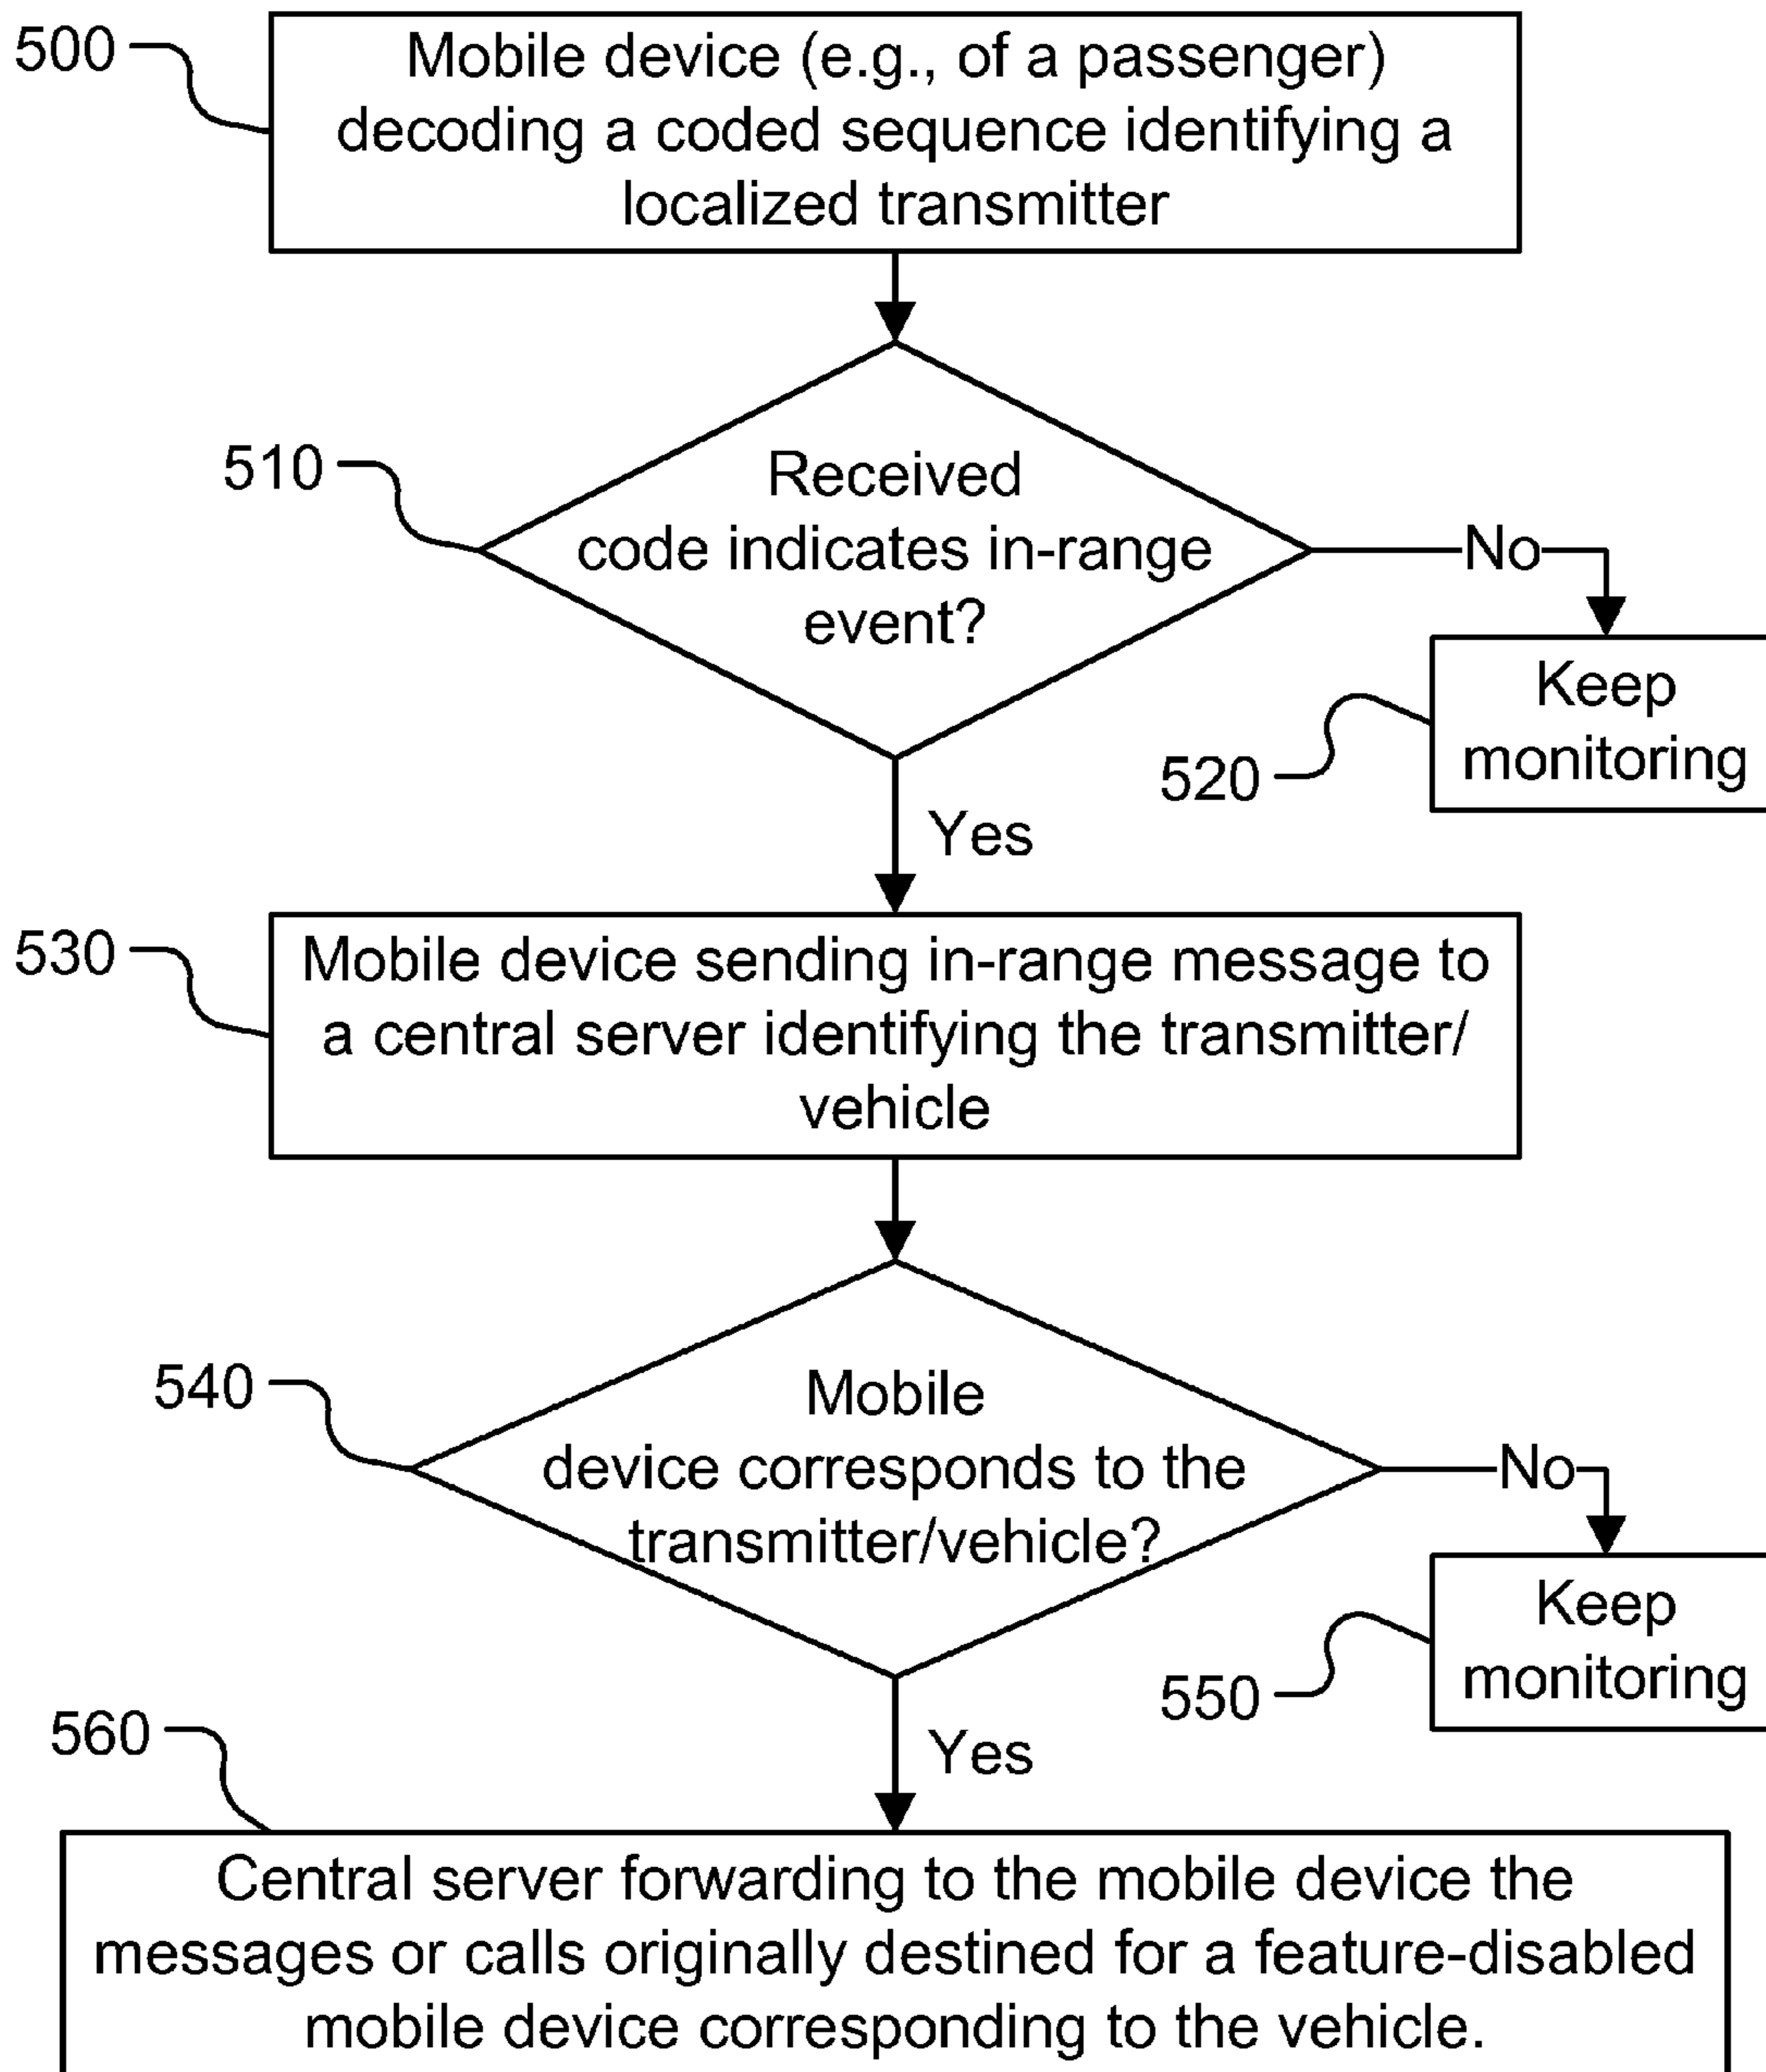 500
Mobile device (e.g., of a passenger)
decoding a coded sequence identifying a
localized transmitter
510
Received
code indicates in-range
event?
No
Keep
monitoring
520
Yes
530
Mobile device sending in-range message to
a central server identifying the transmitter/
vehicle
540
Mobile
device corresponds to the
transmitter/vehicle?
No
Keep
monitoring
550
Yes
560
Central server forwarding to the mobile device the
messages or calls originally destined for a feature-disabled
mobile device corresponding to the vehicle.